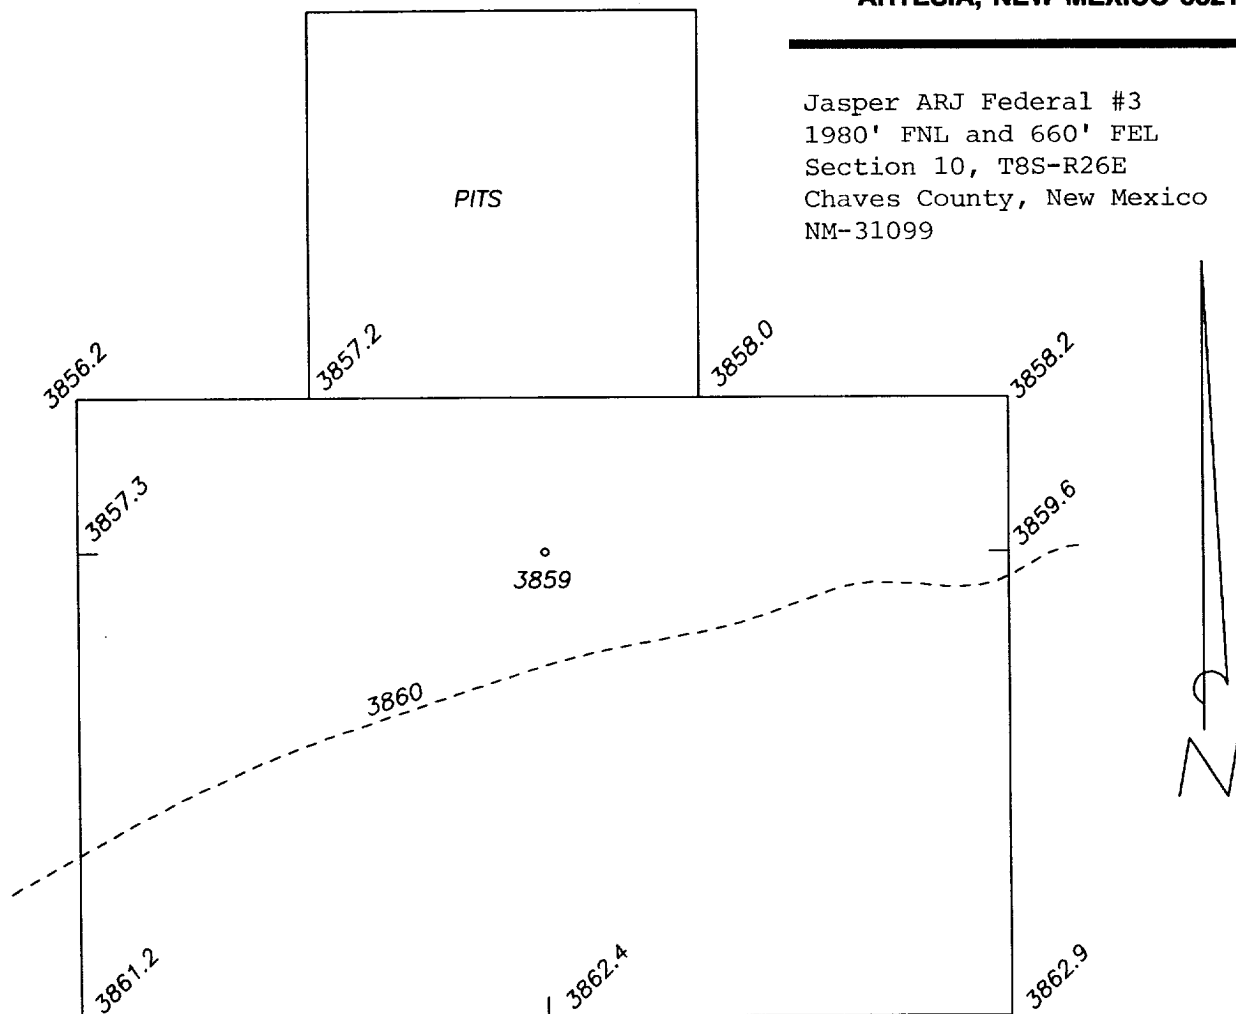 ARTESIA, NEW MEXICO
Jasper ARJ Federal #3
1980' FNL and 660' FEL
Section 10, T8S-R26E
Chaves County, New Mexico
NM-31099
PITS
3856.2
3857.2
3858.0
3858.2
3857.3
3859.6
3859
3860
3861.2
3862.4
3862.9
N